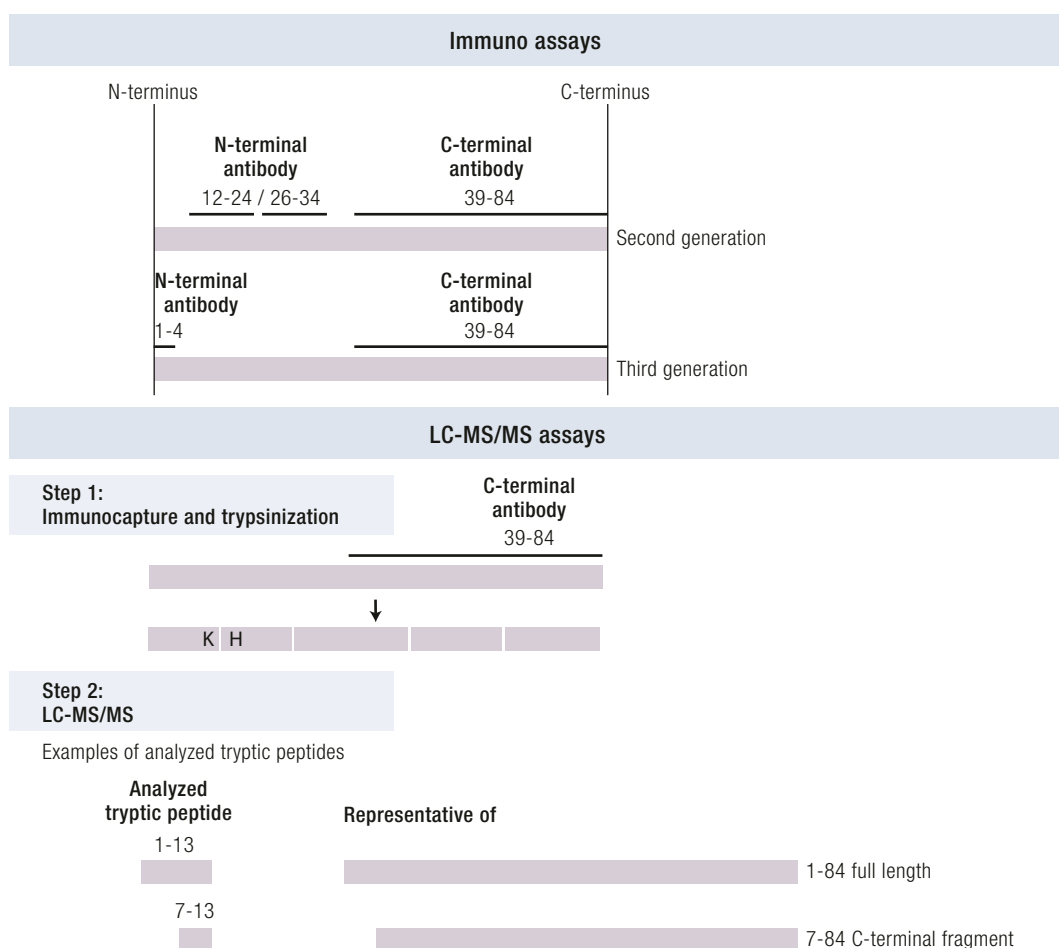 Immuno assays
N-terminus
C-terminus
N-terminal
antibody
12-24 / 26-34
C-terminal
antibody
39-84
Second generation
N-terminal
antibody
1-4
C-terminal
antibody
39-84
Third generation
LC-MS/MS assays
Step 1:
Immunocapture and trypsinization
C-terminal
antibody
39-84
K H
Step 2:
LC-MS/MS
Examples of analyzed tryptic peptides
Analyzed
tryptic peptide
Representative of
1-13
1-84 full length
7-13
7-84 C-terminal fragment